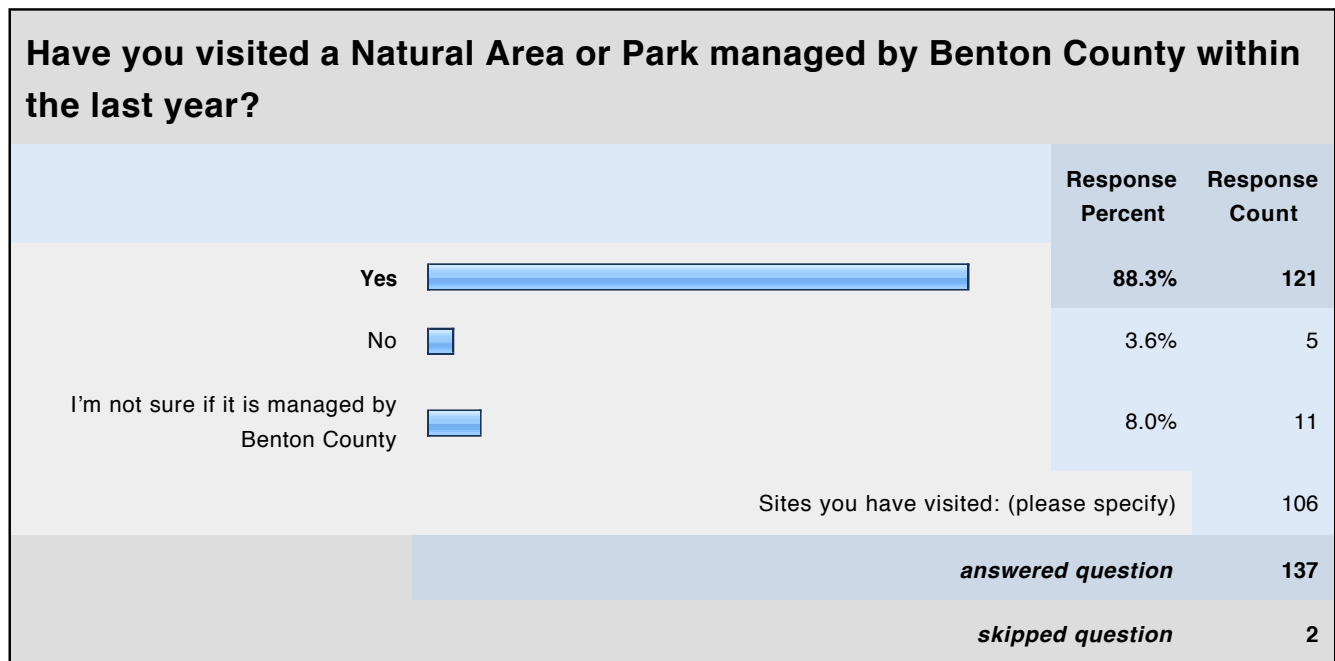 Have you visited a Natural Area or Park managed by Benton County within
the last year?
Response Percent
Response Count
Yes 88.3% 121
No 3.6% 5
I'm not sure if it is managed by
Benton County 8.0% 11
Sites you have visited: (please specify) 106
answered question 137
skipped question 2